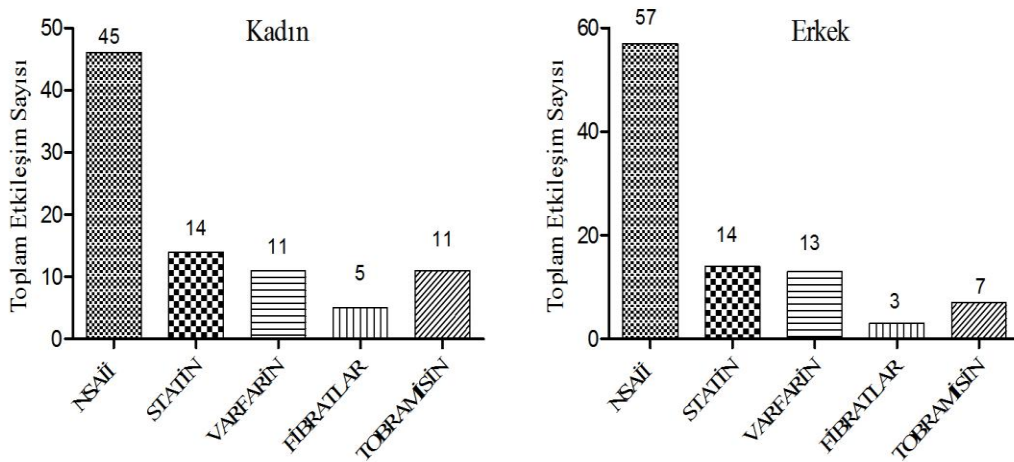 Kadın
Toplam Etkileşim Sayısı
50
40
30
20
10
0
45
14
11
5
11
NSAİİ
STATİN
VARFARİN
FİBRATLAR
TOBRAMİSİN
Erkek
Toplam Etkileşim Sayısı
60
40
20
0
57
14
13
3
7
NSAİİ
STATİN
VARFARİN
FİBRATLAR
TOBRAMİSİN